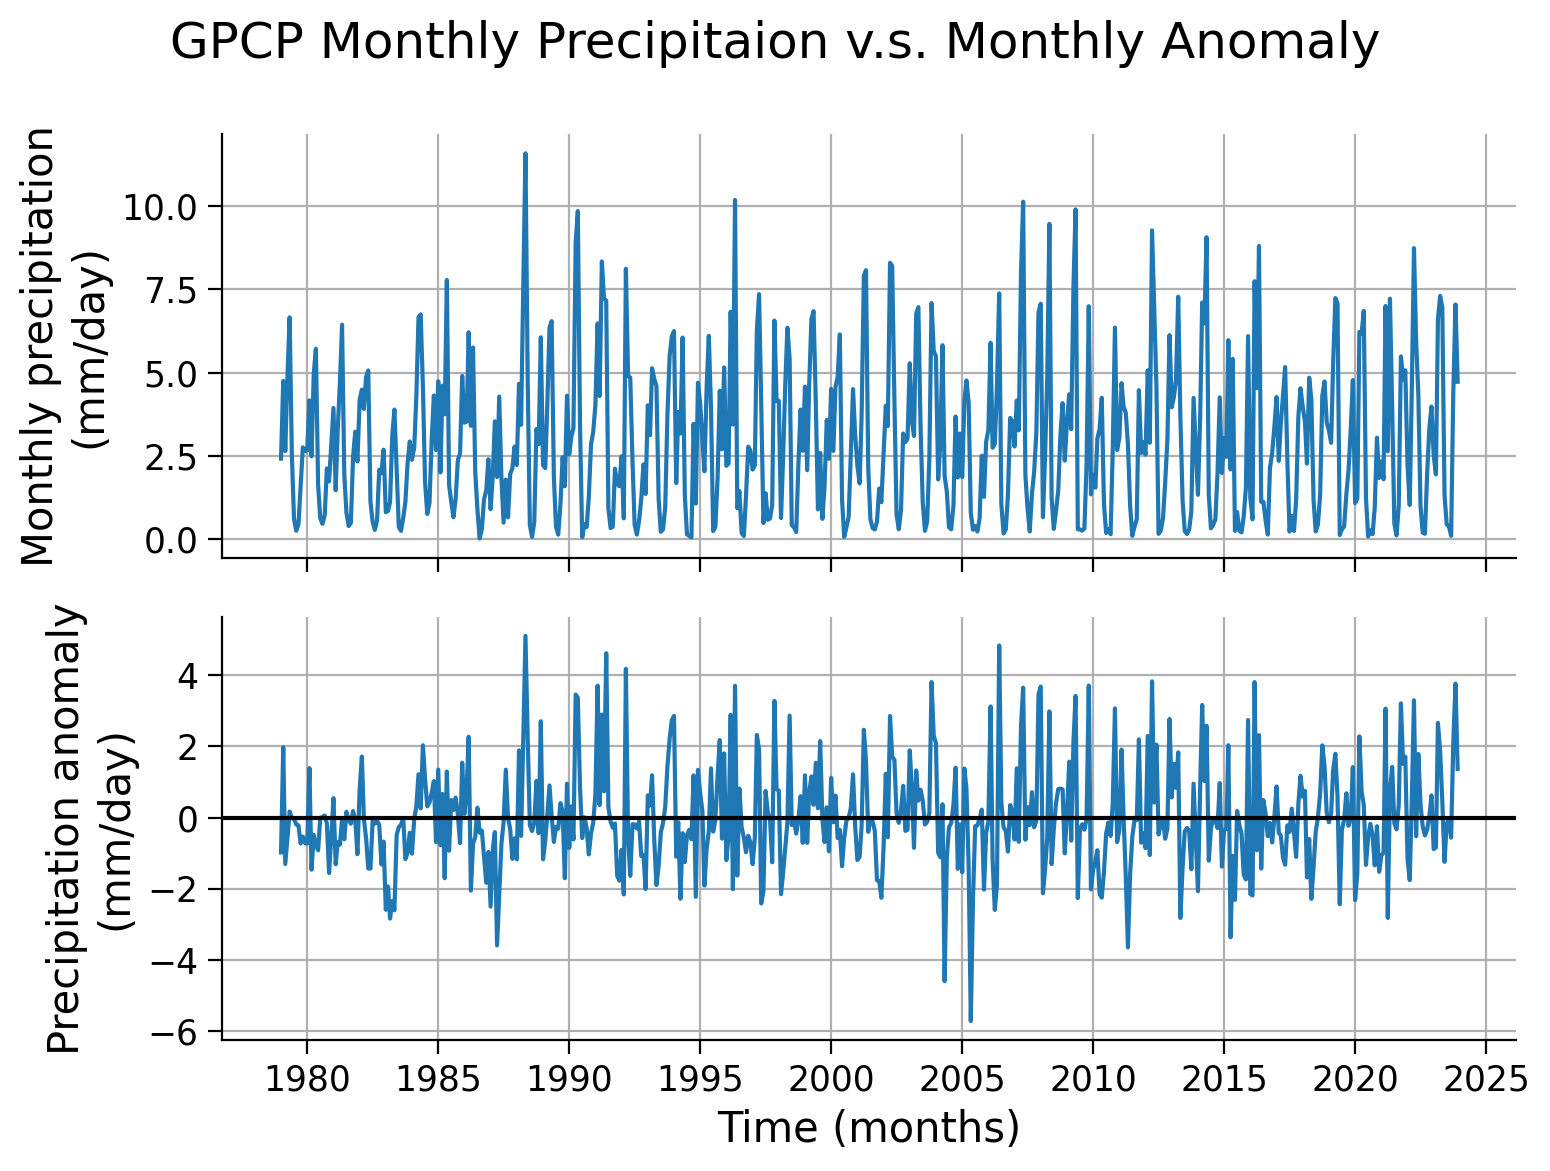 GPCP Monthly Precipitaion v.s. Monthly Anomaly
Monthly precipitation
(mm/day)
10.0
7.5
5.0
2.5
0.0
Precipitation anomaly
(mm/day)
4
2
0
−2
−4
−6
1980 1985 1990 1995 2000 2005 2010 2015 2020 2025
Time (months)